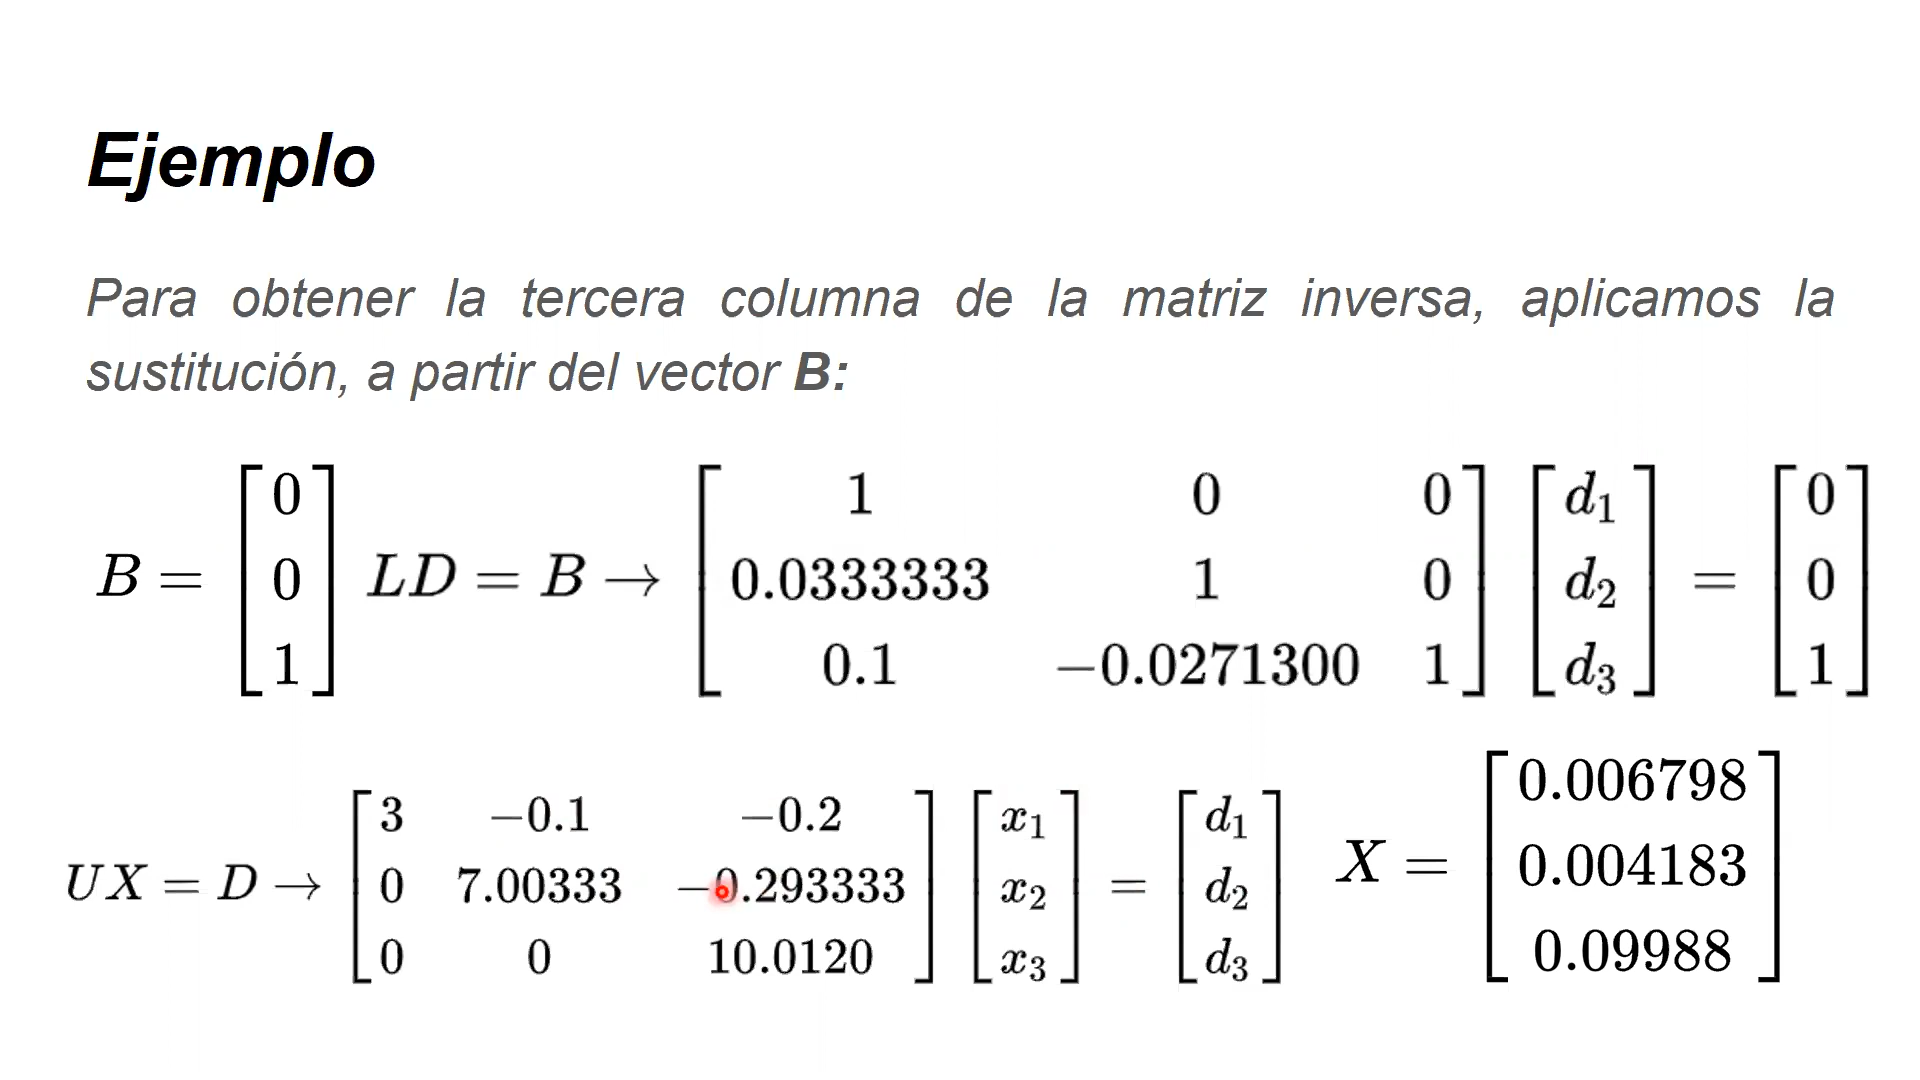 Ejemplo
Para obtener la tercera columna de la matriz inversa, aplicamos la
sustitución, a partir del vector B:
B = [0 0 1] LD = B → [1 0 0; 0.0333333 1 0; 0.1 −0.0271300 1] [d₁ d₂ d₃] = [0 0 1]
UX = D → [3 −0.1 −0.2; 0 7.00333 −0.293333; 0 0 10.0120] [x₁ x₂ x₃] = [d₁ d₂ d₃] X = [0.006798 0.004183 0.09988]